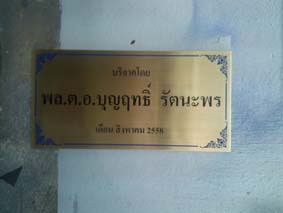 บริจาคโดย
พล.ต.อ.บุญฤทธิ์ รัตนะพร
เดือน สิงหาคม 2558